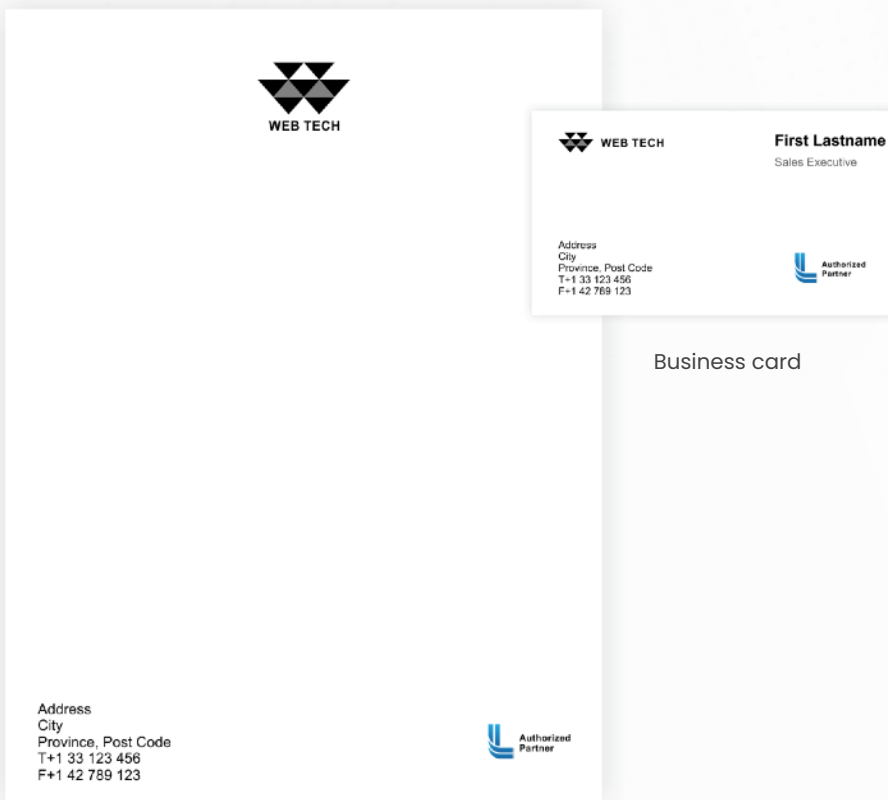 WEB TECH
Address
City
Province, Post Code
T+1 33 123 456
F+1 42 789 123
Authorized
Partner
WEB TECH
First Lastname
Sales Executive
Address
City
Province, Post Code
T+1 33 123 456
F+1 42 789 123
Authorized
Partner
Business card